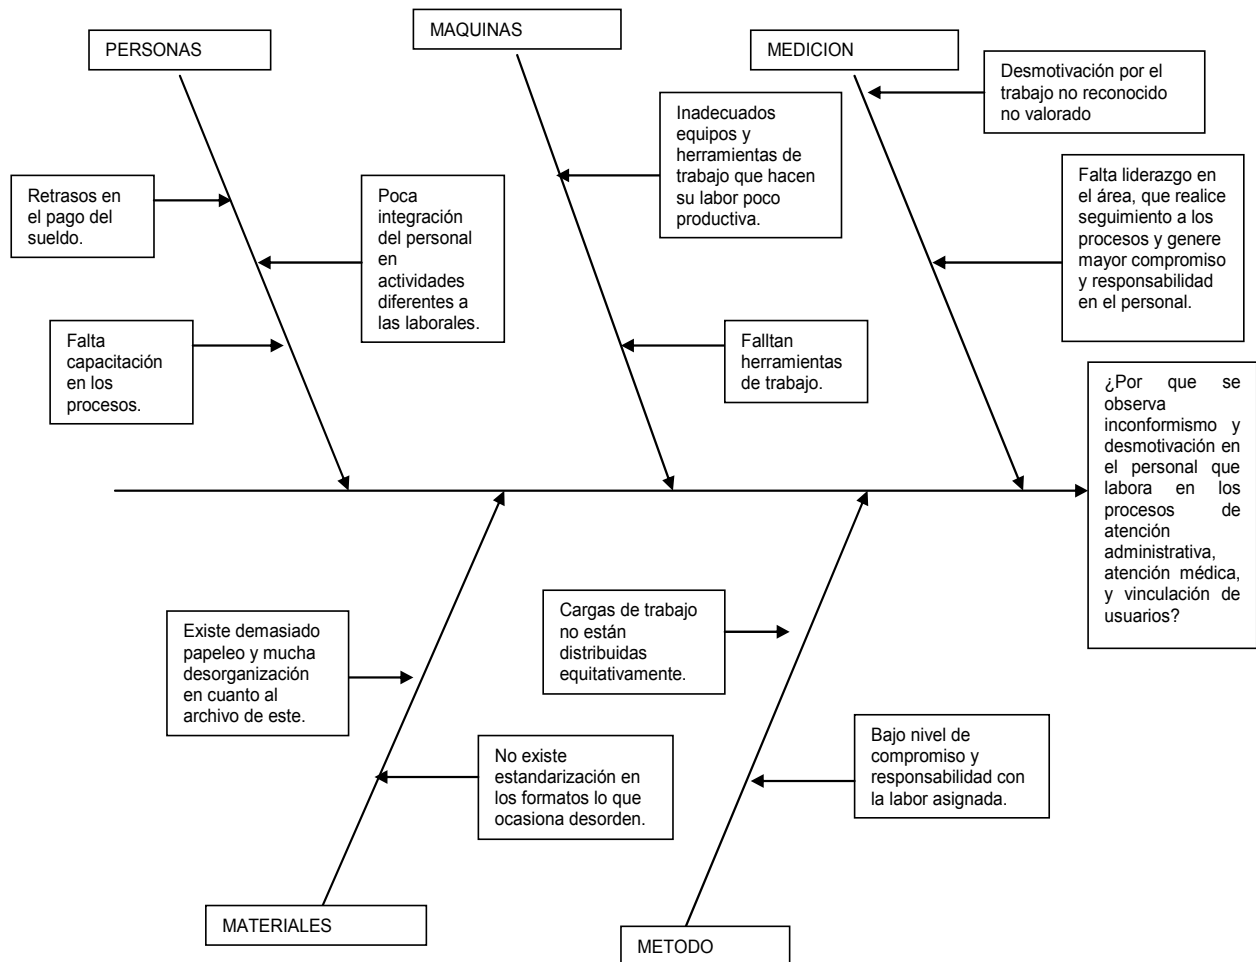 PERSONAS
MAQUINAS
MEDICION
Desmotivación por el
trabajo no reconocido
no valorado
Inadecuados
equipos y
herramientas de
trabajo que hacen
su labor poco
productiva.
Falta liderazgo en
el área, que realice
seguimiento a los
procesos y genere
mayor compromiso
y responsabilidad
en el personal.
Retrasos en
el pago del
sueldo.
Poca
integración
del personal
en
actividades
diferentes a
las laborales.
Falta
capacitación
en los
procesos.
Falltan
herramientas
de trabajo.
¿Por que se
observa
inconformismo y
desmotivación en
el personal que
labora en los
procesos de
atención
administrativa,
atención médica,
y vinculación de
usuarios?
Existe demasiado
papeleo y mucha
desorganización
en cuanto al
archivo de este.
Cargas de trabajo
no están
distribuidas
equitativamente.
No existe
estandarización en
los formatos lo que
ocasiona desorden.
Bajo nivel de
compromiso y
responsabilidad con
la labor asignada.
MATERIALES
METODO